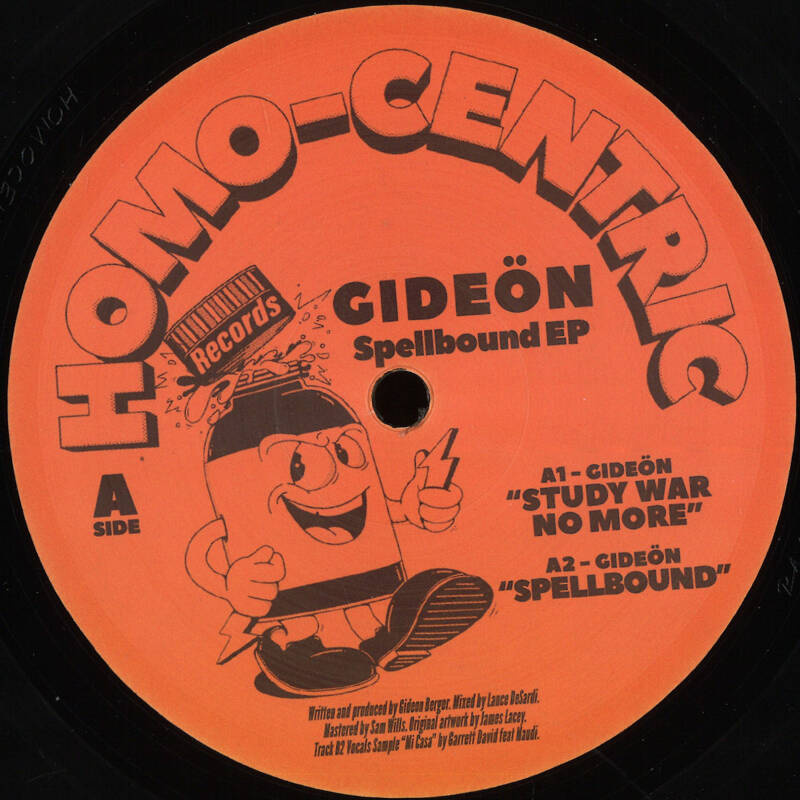 HOMO-CENTRIC
Records
GIDEÖN
Spellbound EP
A
SIDE
A1 - GIDEÖN
"STUDY WAR
NO MORE"
A2 - GIDEÖN
"SPELLBOUND"
Written and produced by Gideon Berger. Mixed by Lance DeSardi.
Mastered by Sam Wills. Original artwork by James Lacey.
Track B2 Vocals Sample "Mi Casa" by Garrett David feat Naudi.